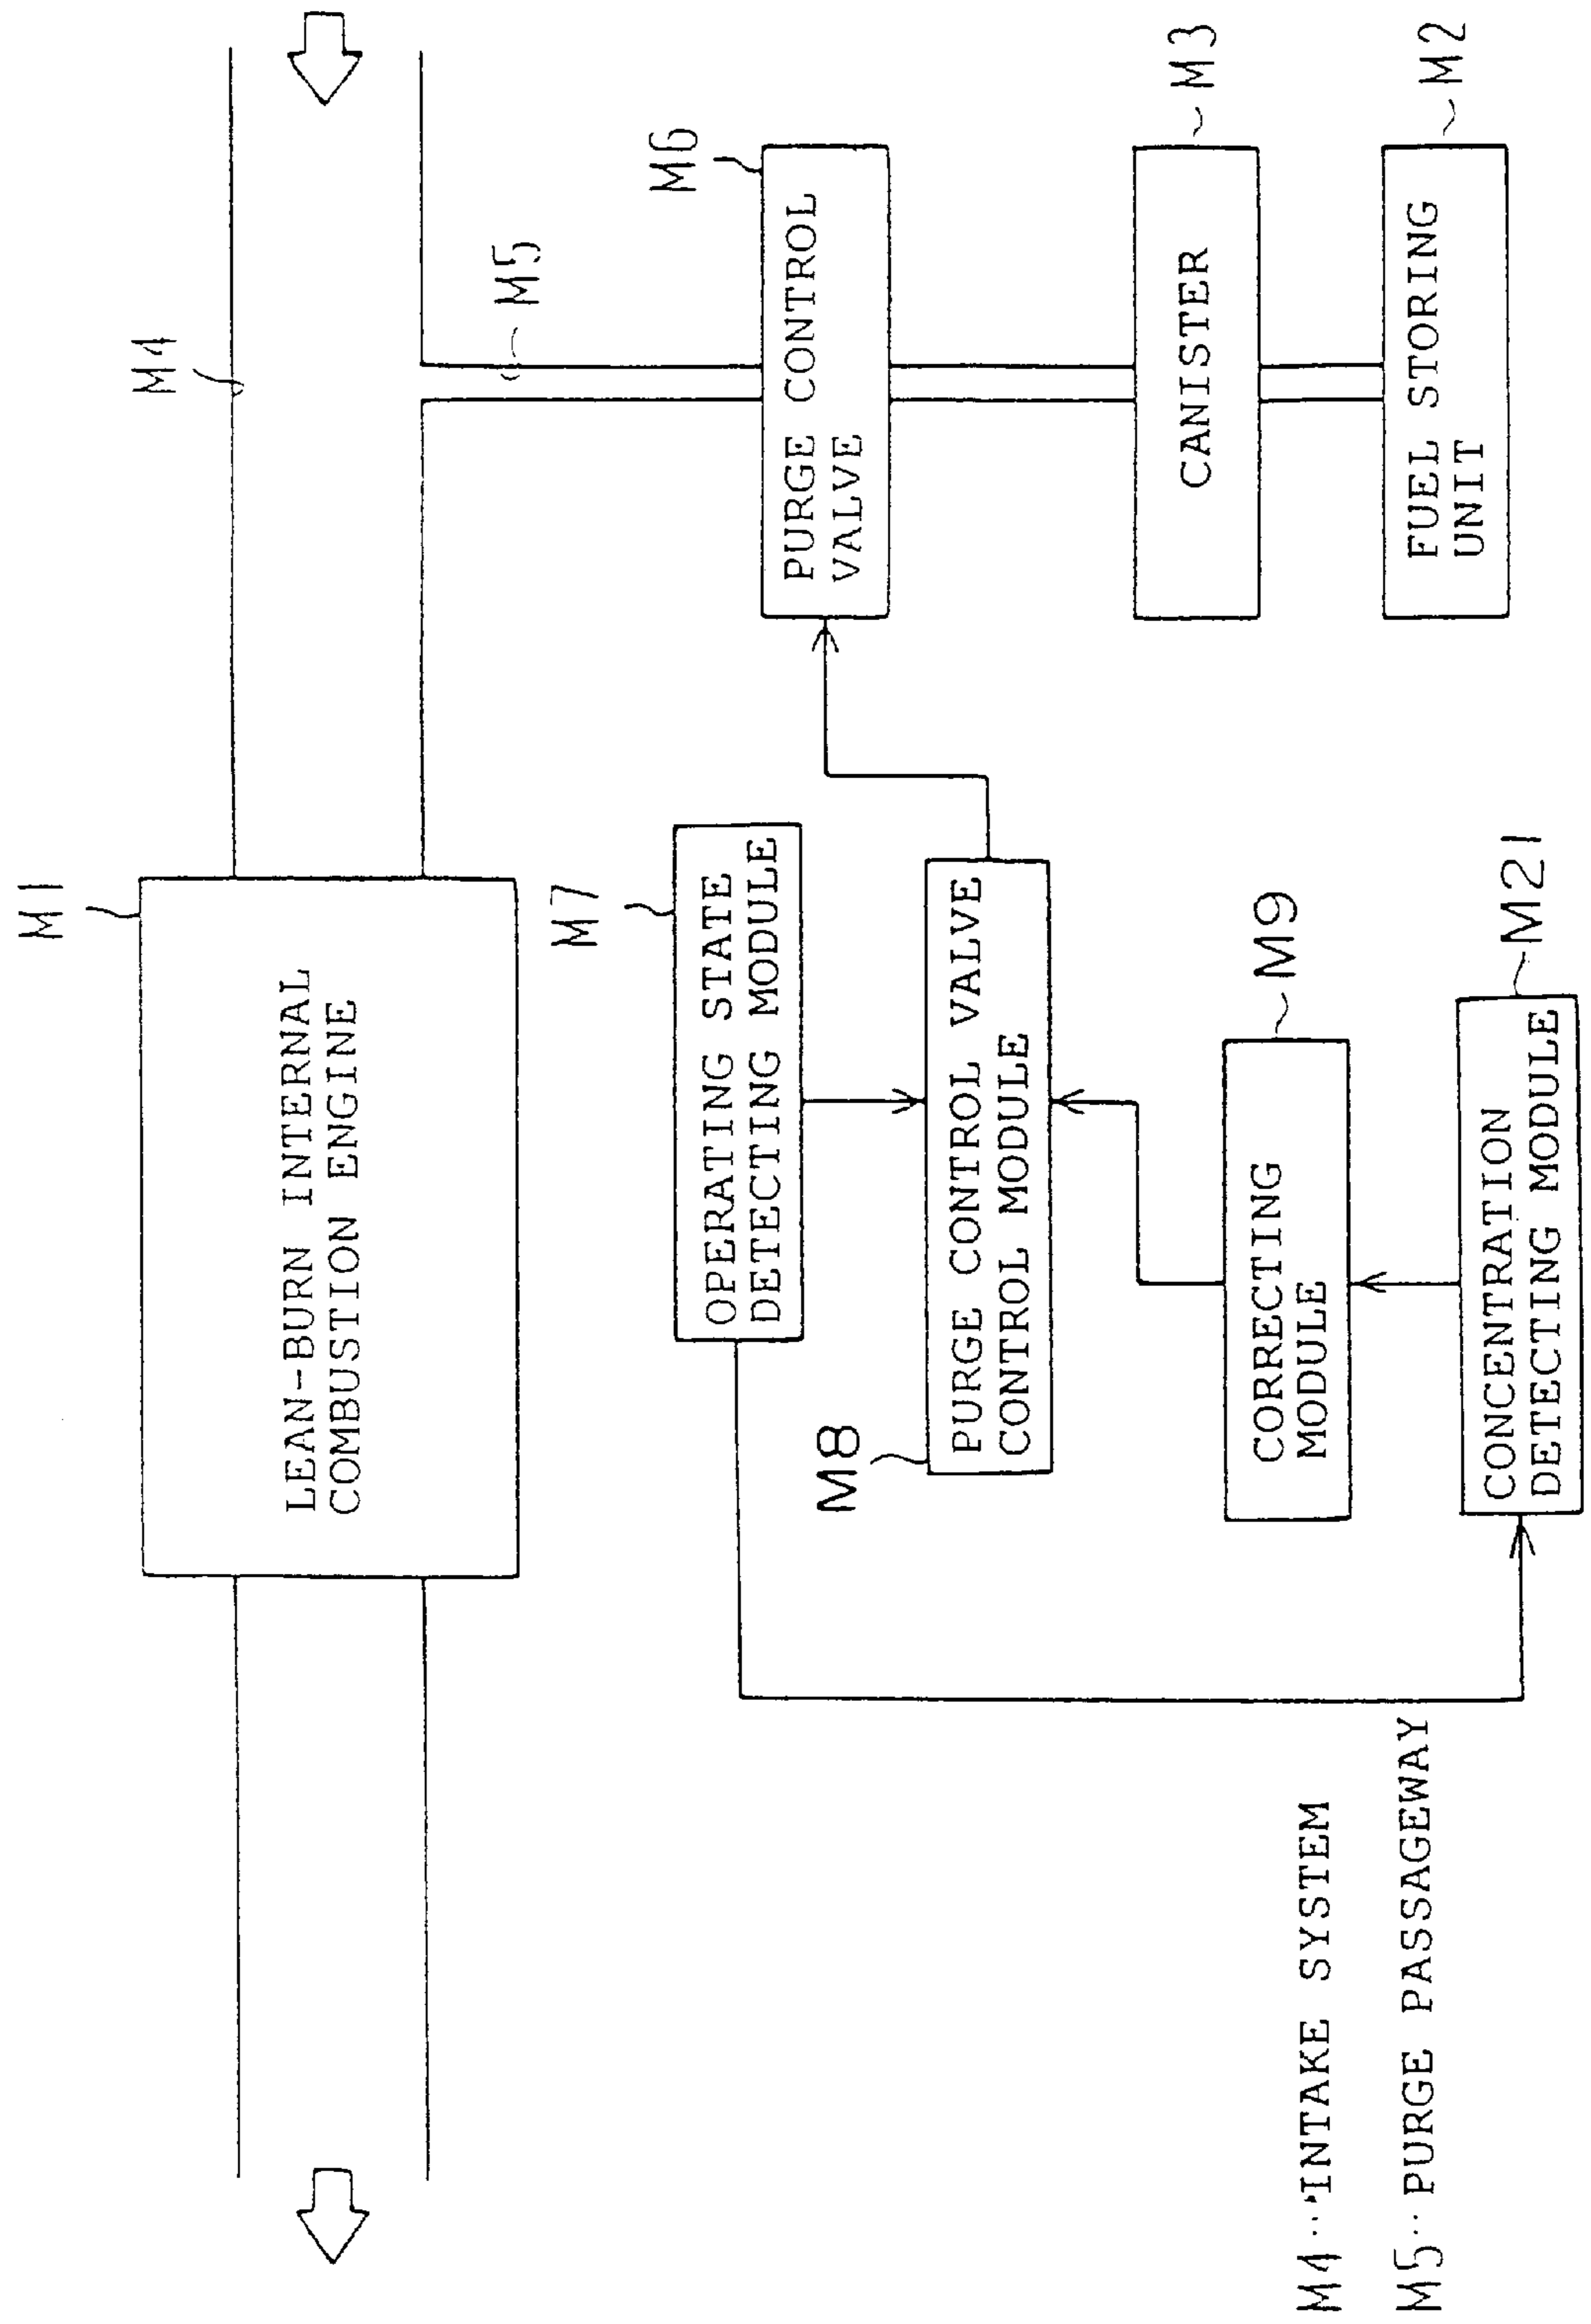 M1
LEAN-BURN INTERNAL
COMBUSTION ENGINE
M4
M5
M6
PURGE CONTROL
VALVE
M7
OPERATING STATE
DETECTING MODULE
M8
PURGE CONTROL VALVE
CONTROL MODULE
M3
CANISTER
M9
CORRECTING
MODULE
M2
FUEL STORING
UNIT
M21
CONCENTRATION
DETECTING MODULE
M4···INTAKE SYSTEM
M5··· PURGE PASSAGEWAY